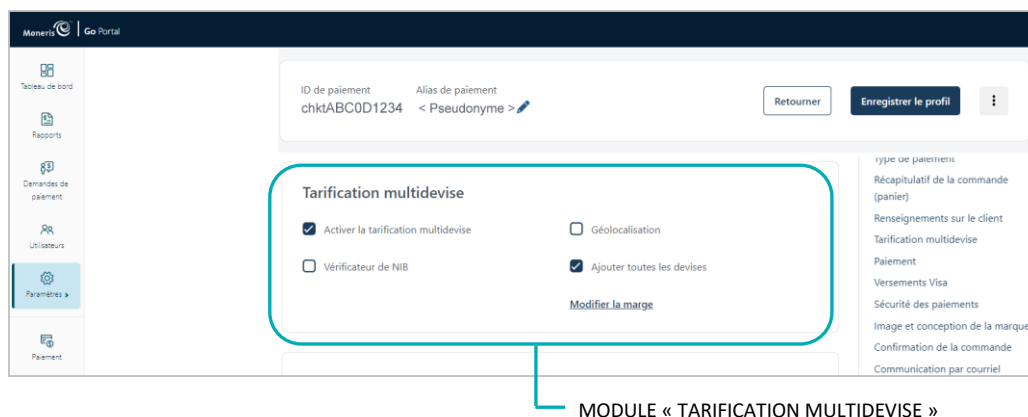 Moneris Go Portal
Tableau de bord
Rapports
Demandes de
paiement
Utilisateurs
Paramètres
Paiement
ID de paiement
chktABC0D1234
Alias de paiement
< Pseudonyme >
Retourner
Enregistrer le profil
Tarification multidevise
Activer la tarification multidevise
Géolocalisation
Vérificateur de NIB
Ajouter toutes les devises
Modifier la marge
Type de paiement
Récapitulatif de la commande
(panier)
Renseignements sur le client
Tarification multidevise
Paiement
Versements Visa
Sécurité des paiements
Image et conception de la marque
Confirmation de la commande
Communication par courriel
MODULE « TARIFICATION MULTIDEVISE »